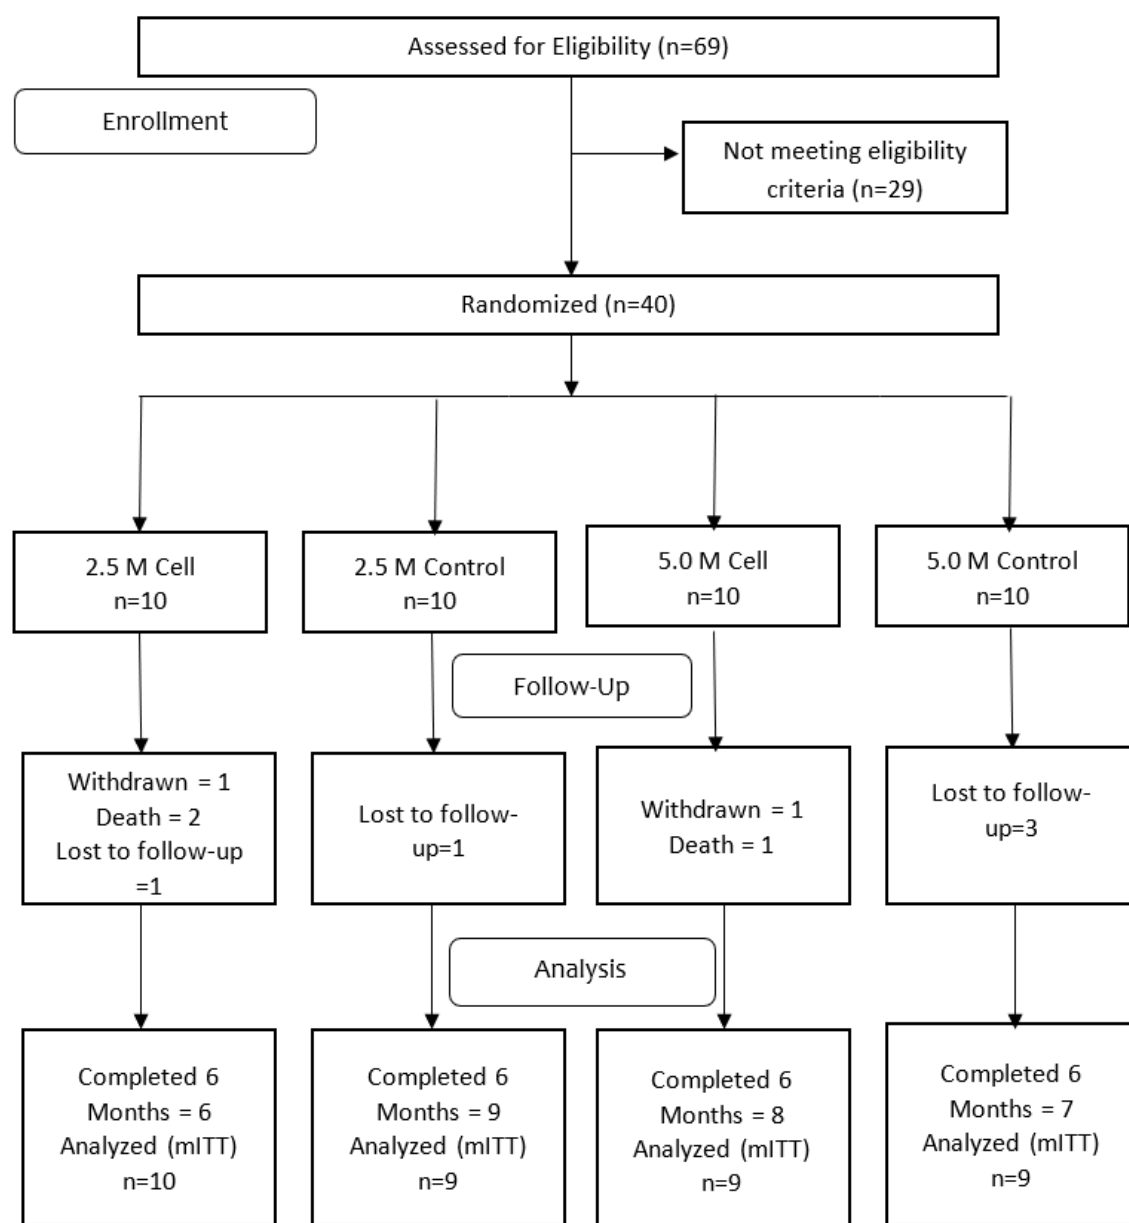 Assessed for Eligibility (n=69)
Enrollment
Not meeting eligibility
criteria (n=29)
Randomized (n=40)
2.5 M Cell
n=10
2.5 M Control
n=10
5.0 M Cell
n=10
5.0 M Control
n=10
Follow-Up
Withdrawn = 1
Death = 2
Lost to follow-up
=1
Lost to follow-
up=1
Withdrawn = 1
Death = 1
Lost to follow-
up=3
Analysis
Completed 6
Months = 6
Analyzed (mITT)
n=10
Completed 6
Months = 9
Analyzed (mITT)
n=9
Completed 6
Months = 8
Analyzed (mITT)
n=9
Completed 6
Months = 7
Analyzed (mITT)
n=9